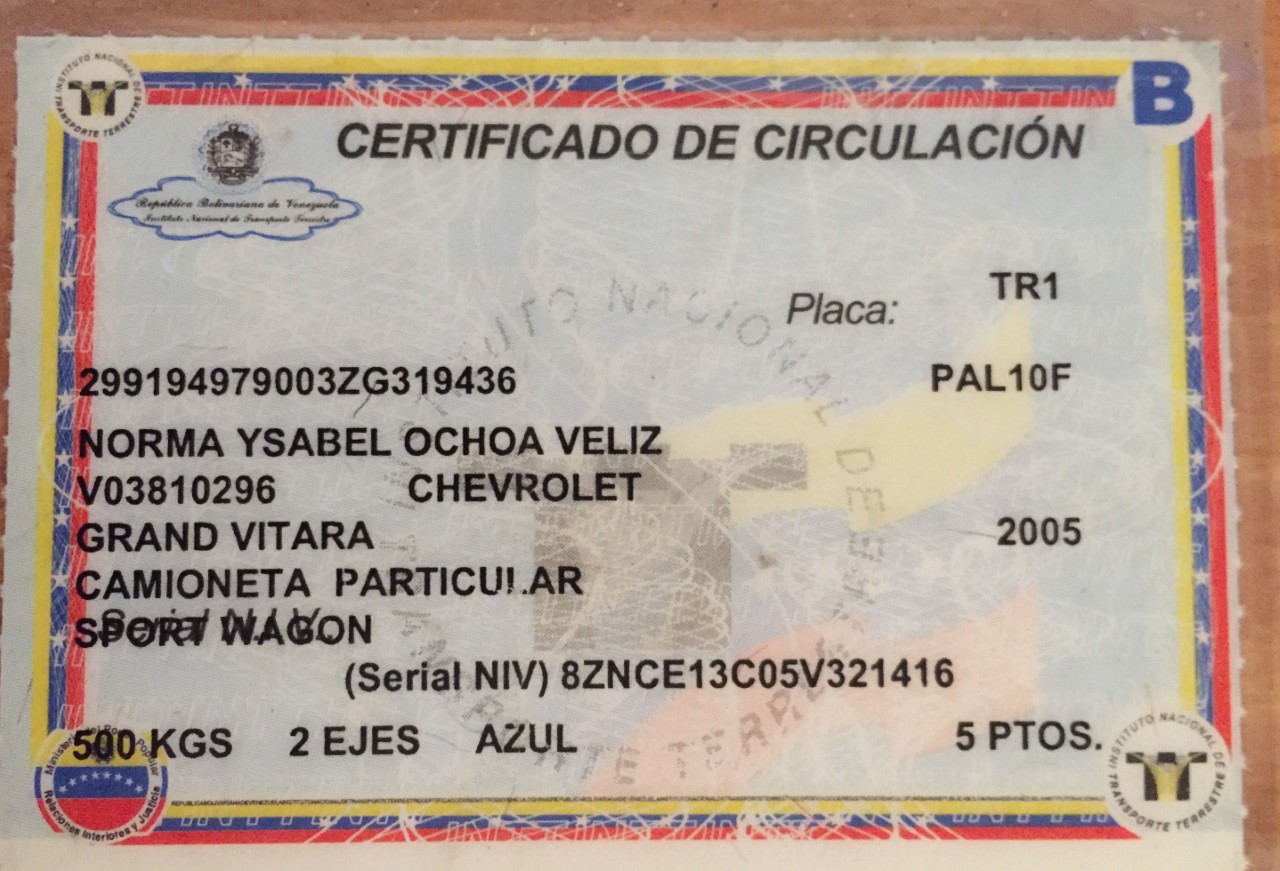 INSTITUTO NACIONAL DE TRANSPORTE TERRESTRE
B
CERTIFICADO DE CIRCULACIÓN
República Bolivariana de Venezuela
Instituto Nacional de Transporte Terrestre
TR1
Placa:
299194979003ZG319436 PAL10F
NORMA YSABEL OCHOA VELIZ
V03810296 CHEVROLET
GRAND VITARA 2005
CAMIONETA PARTICULAR
Serial N.I.V.
SPORT WAGON
(Serial NIV) 8ZNCE13C05V321416
500 KGS 2 EJES AZUL 5 PTOS.
Ministerio del Poder Popular
Relaciones Interiores y Justicia
INSTITUTO NACIONAL DE TRANSPORTE TERRESTRE
INSTITUTO NACIONAL DE TRANSPORTE TERRESTRE